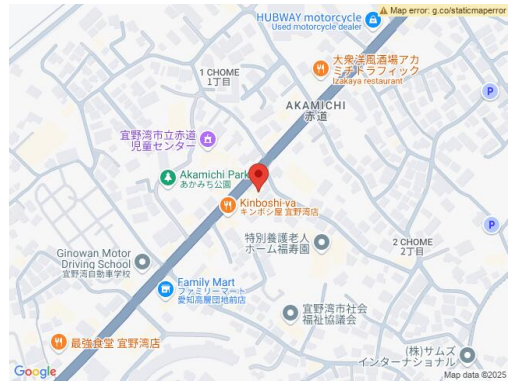 Map error: g.co/staticmaperror
HUBWAY motorcycle
Used motorcycle dealer
大衆洋風酒場アカ
ミチドラフィック
Izakaya restaurant
1 CHOME
1丁目
AKAMICHI
赤道
P
宜野湾市立赤道
児童センター
Akamichi Park
あかみち公園
Kinboshi-ya
キンボシ屋 宜野湾店
P
特別養護老人
ホーム福寿園
2 CHOME
2丁目
Ginowan Motor
Driving School
宜野湾自動車学校
Family Mart
ファミリーマート
愛知高層団地前店
宜野湾市社会
福祉協議会
最強食堂 宜野湾店
(株)サムズ
インターナショナル
Google
Map data ©2025